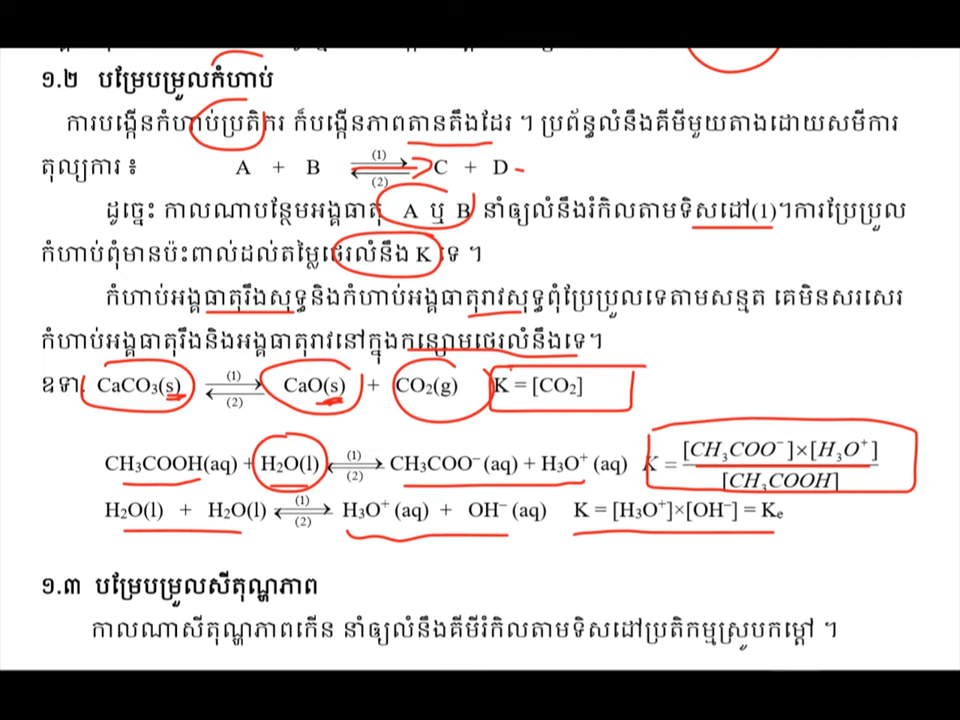 ១.២ បម្រែបម្រួលកំហាប់
ការបង្កើនកំហាប់ប្រតិករ ក៏បង្កើនភាពតានតឹងដែរ ។ ប្រព័ន្ធលំនឹងគីមីមួយតាងដោយសមីការ
តុល្យការ ៖ A + B (1) ⇌ (2) C + D
ដូច្នេះ កាលណាបន្ថែមអង្គធាតុ A ឬ B នាំឲ្យលំនឹងរំកិលតាមទិសដៅ(1)។ការប្រែប្រួល
កំហាប់ពុំមានប៉ះពាល់ដល់តម្លៃថេរលំនឹង K ទេ ។
កំហាប់អង្គធាតុរឹងសុទ្ធនិងកំហាប់អង្គធាតុរាវសុទ្ធពុំប្រែប្រួលទេតាមសន្មត គេមិនសរសេរ
កំហាប់អង្គធាតុរឹងនិងអង្គធាតុរាវនៅក្នុងកន្សោមថេរលំនឹងទេ។
ឧទា. CaCO₃(s) (1) ⇌ (2) CaO(s) + CO₂(g) K = [CO₂]
CH₃COOH(aq) + H₂O(l) (1) ⇌ (2) CH₃COO⁻(aq) + H₃O⁺ (aq) K = [CH₃COO⁻]×[H₃O⁺] / [CH₃COOH]
H₂O(l) + H₂O(l) (1) ⇌ (2) H₃O⁺ (aq) + OH⁻ (aq) K = [H₃O⁺]×[OH⁻] = Kₑ
១.៣ បម្រែបម្រួលសីតុណ្ហភាព
កាលណាសីតុណ្ហភាពកើន នាំឲ្យលំនឹងគីមីរំកិលតាមទិសដៅប្រតិកម្មស្រូបកម្តៅ ។